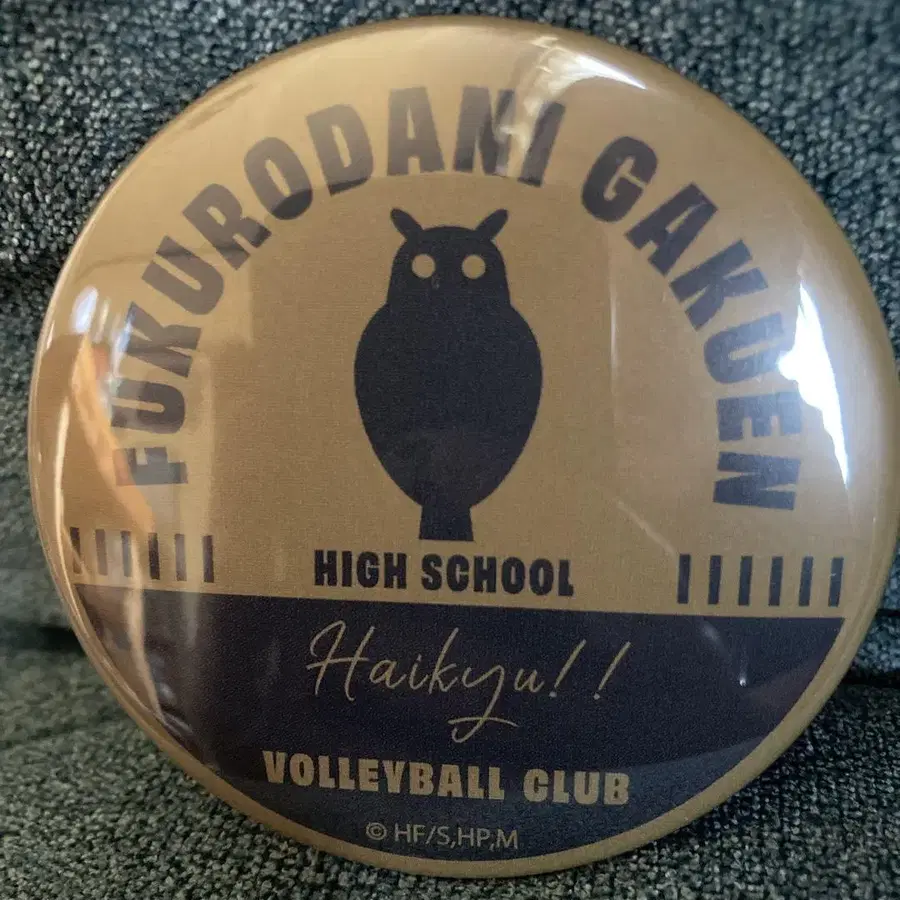 FUKURODANI GAKUEN
HIGH SCHOOL
Haikyu!!
VOLLEYBALL CLUB
© HF/S,HP,M